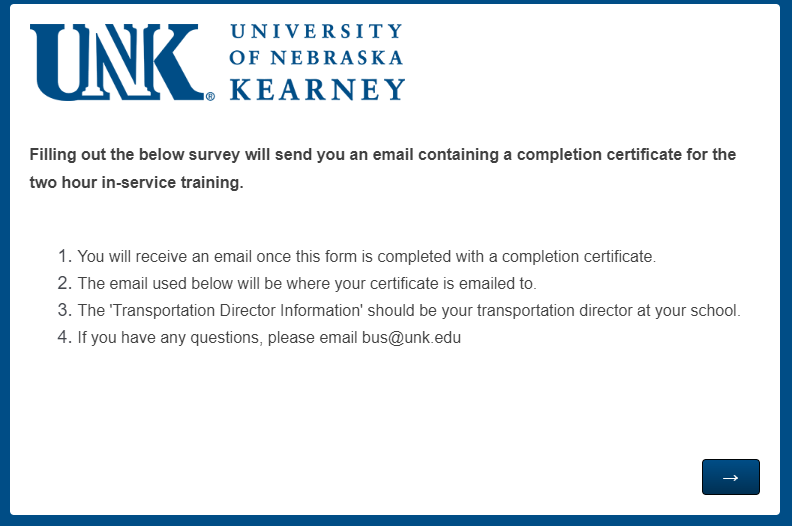 UNK®
UNIVERSITY
OF NEBRASKA
KEARNEY
Filling out the below survey will send you an email containing a completion certificate for the
two hour in-service training.
1. You will receive an email once this form is completed with a completion certificate.
2. The email used below will be where your certificate is emailed to.
3. The 'Transportation Director Information' should be your transportation director at your school.
4. If you have any questions, please email bus@unk.edu
→